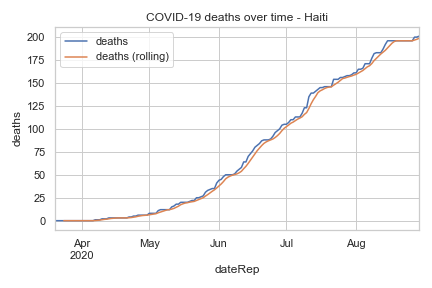 COVID-19 deaths over time - Haiti
deaths
deaths (rolling)
200
175
150
125
100
75
50
25
0
deaths
Apr
2020
May
Jun
Jul
Aug
dateRep